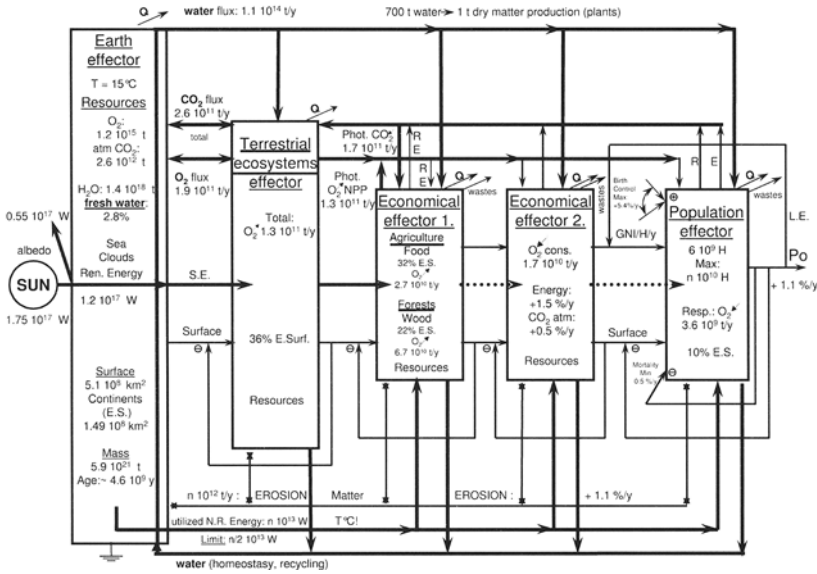 Q
water flux: 1.1 10¹⁴ t/y
700 t water➔ 1 t dry matter production (plants)
Earth
effector
T = 15°C
Resources
O₂:
1.2 10¹⁵ t
atm CO₂:
2.6 10¹² t
H₂O: 1.4 10¹⁸ t
fresh water:
2.8%
Sea
Clouds
Ren. Energy
0.55 10¹⁷ W
albedo
SUN
1.75 10¹⁷ W
1.2 10¹⁷ W
Surface
5.1 10⁸ km²
Continents
(E.S.)
1.49 10⁸ km²
Mass
5.9 10²¹ t
Age:~ 4.6 10⁹ y
CO₂ flux
2.6 10¹¹ t/y
total
O₂ flux
1.9 10¹¹ t/y
S.E.
Surface
⊖
Q
Terrestrial
ecosystems
effector
Total:
O₂ 1.3 10¹¹ t/y
36% E.Surf.
Resources
Phot. CO₂
1.7 10¹¹ t/y
Phot.
O₂ NPP
1.3 10¹¹ t/y
R
E
R
E
Q
wastes
Economical
effector 1.
Agriculture
Food
32% E.S.
O₂
2.7 10¹⁰ t/y
Forests
Wood
22% E.S.
O₂
6.7 10¹⁰ t/y
Resources
⊖
Q
wastes
Economical
effector 2.
O₂ cons.
1.7 10¹⁰ t/y
Energy:
+1.5 %/y
CO₂ atm:
+0.5 %/y
Resources
⊖
wastes
GNI/H/y
Surface
⊖
Birth
Control
Max
+5.4%/y
⊕
R
E
Q
wastes
Population
effector
6 10⁹ H
Max:
n 10¹⁰ H
Resp.: O₂
3.6 10⁹ t/y
10% E.S.
Mortality
Min
0.5 %/y
⊖
L.E.
Po
+ 1.1 %/y
n 10¹² t/y : EROSION Matter EROSION : + 1.1 %/y
utilized N.R. Energy: n 10¹³ W T°C!
Limit: n/2 10¹³ W
water (homeostasy, recycling)